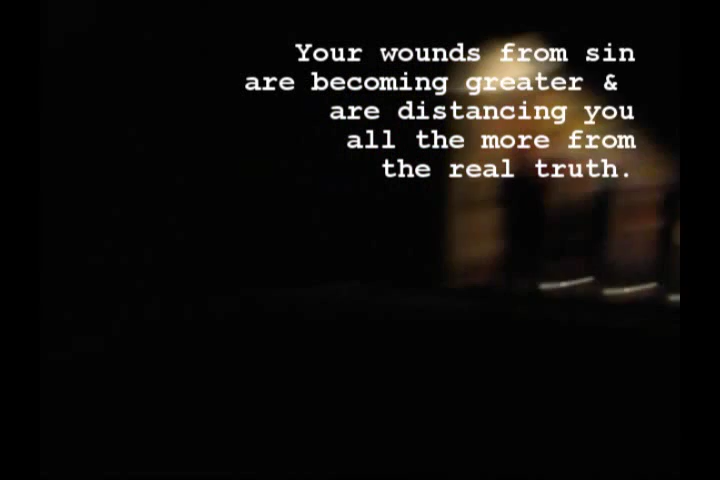 Your wounds from sin
are becoming greater &
are distancing you
all the more from
the real truth.